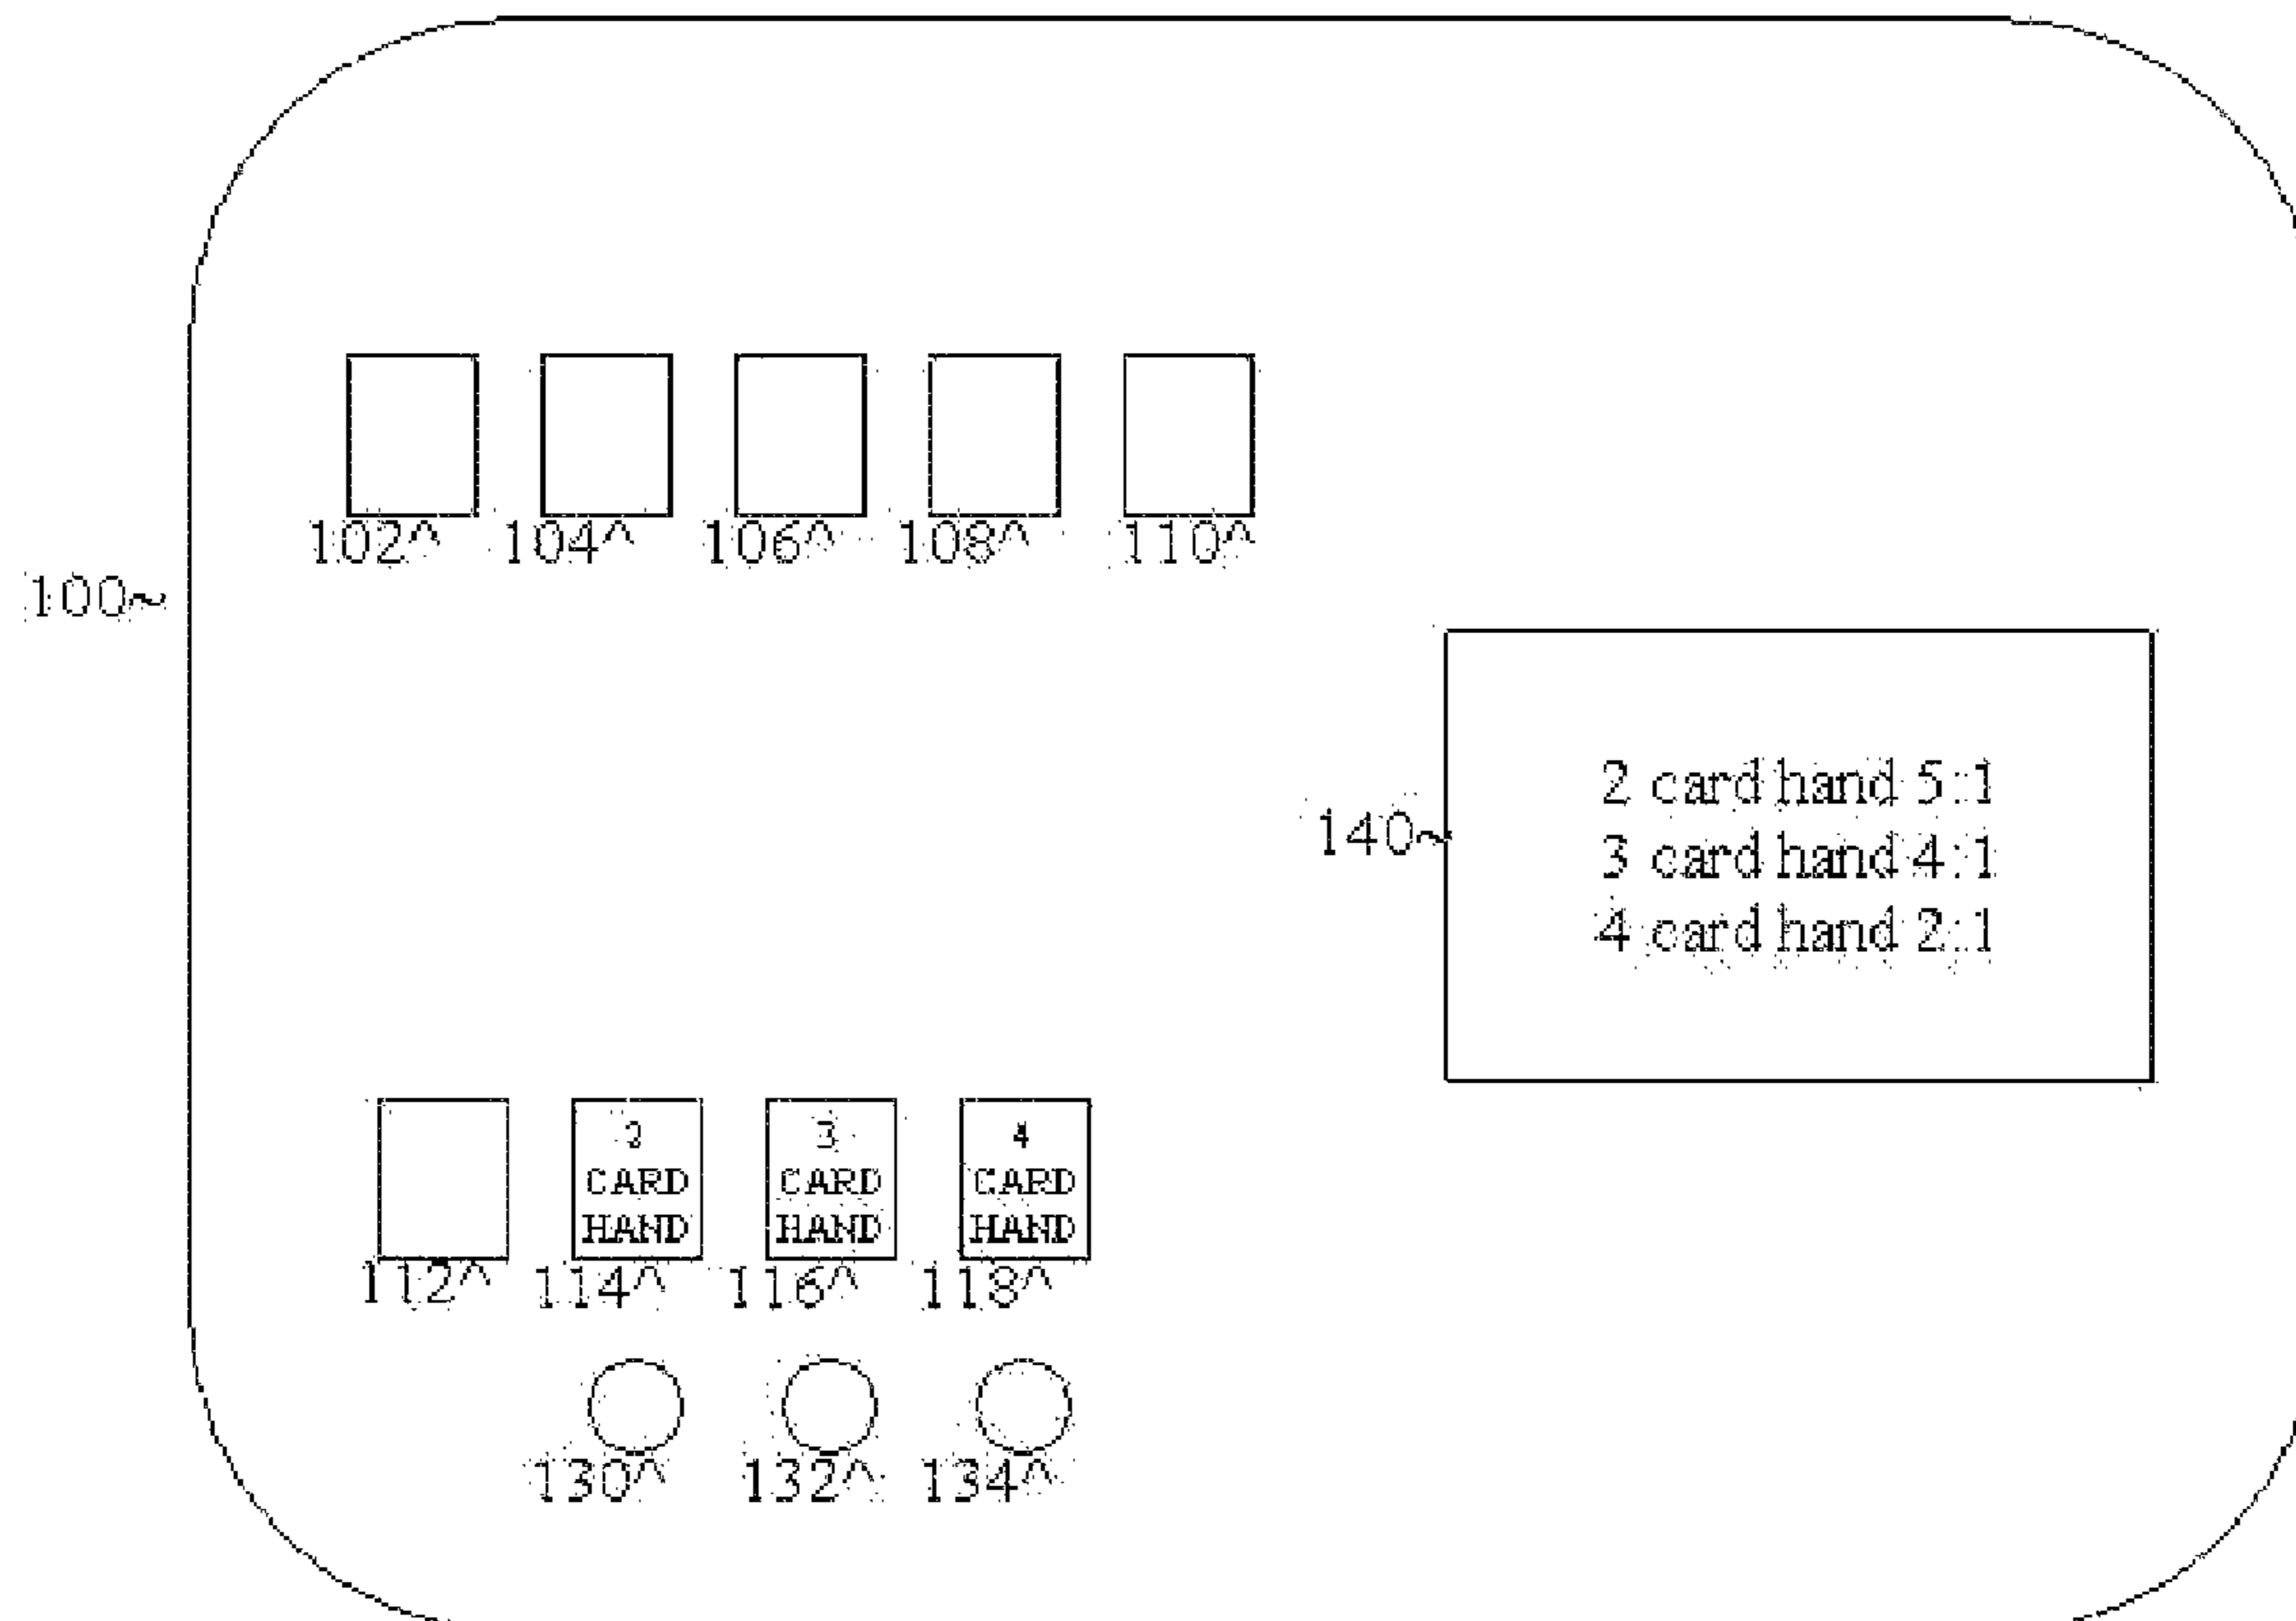 102^ 104^ 106^ 108^ 110^
100~
2 card hand 5:1
140~
3 card hand 4:1
4 card hand 2:1
2 CARD HAND
3 CARD HAND
4 CARD HAND
112^ 114^ 116^ 118^
130^ 132^ 134^